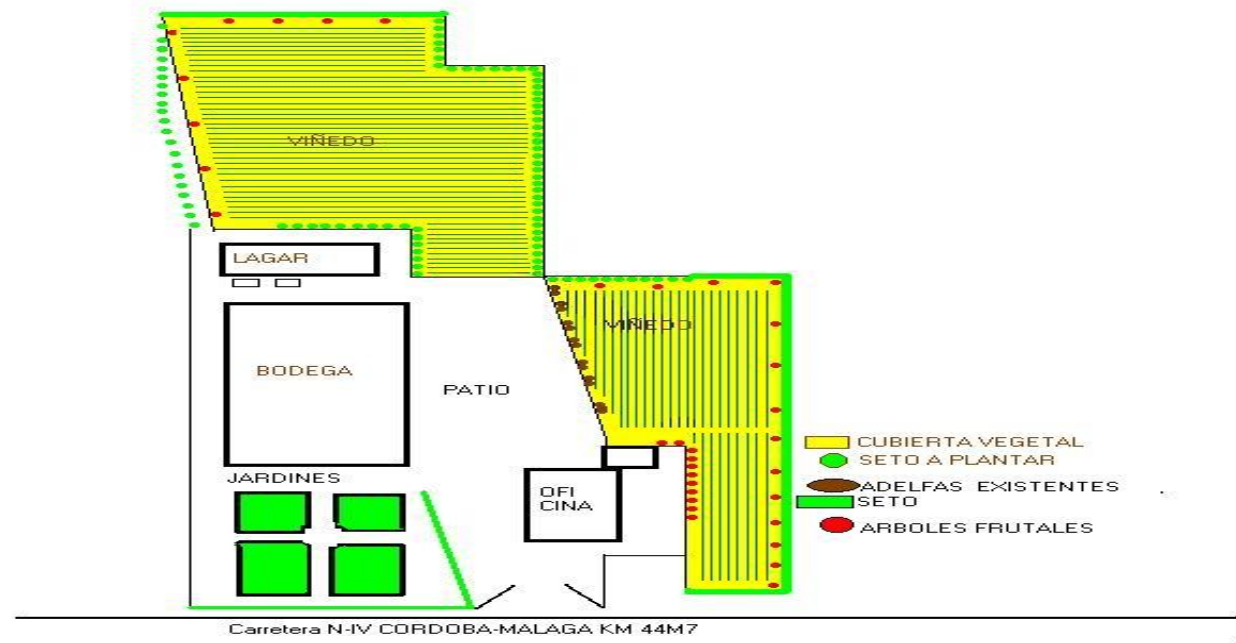 VIÑEDO
LAGAR
VIÑEDO
BODEGA
PATIO
CUBIERTA VEGETAL
SETO A PLANTAR
JARDINES
OFI
CINA
ADELFAS EXISTENTES
SETO
ARBOLES FRUTALES
Carretera N-IV CORDOBA-MALAGA KM 44M7